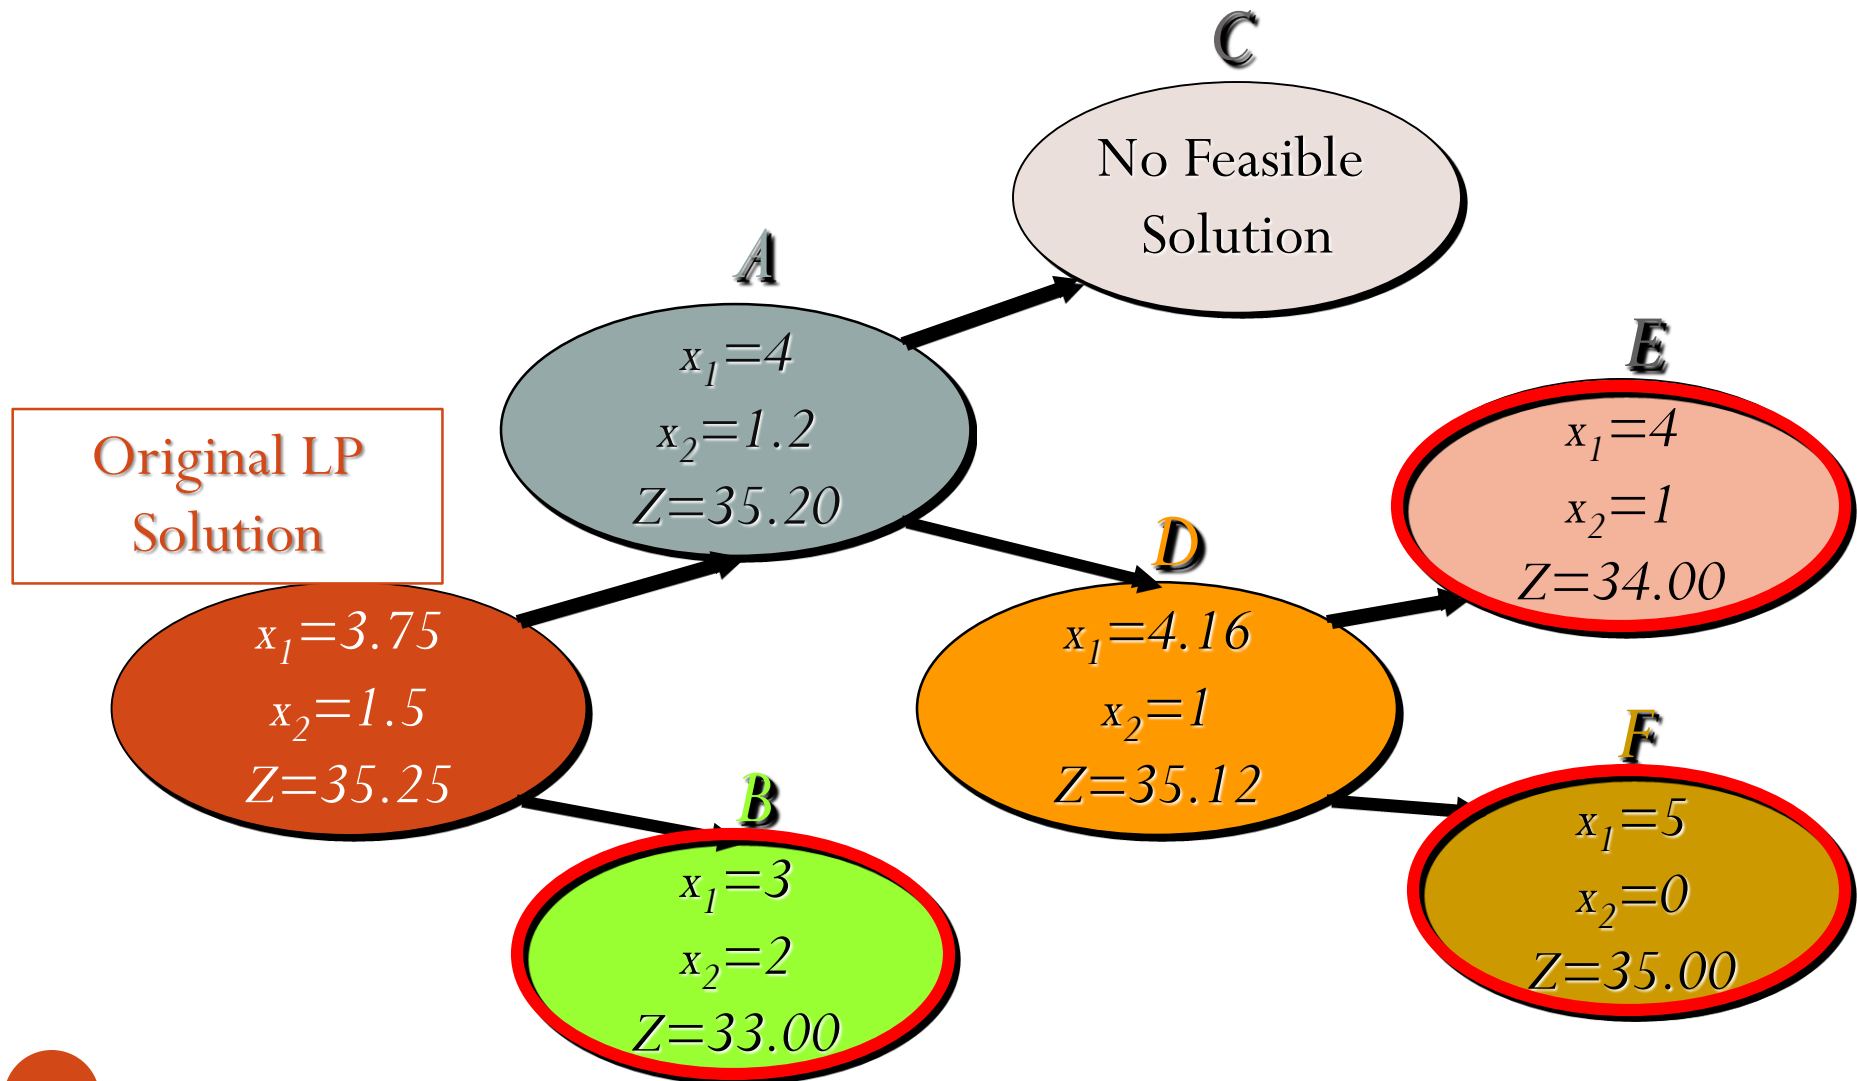 C
No Feasible
Solution
A
x₁=4
x₂=1.2
Z=35.20
E
x₁=4
x₂=1
Z=34.00
Original LP
Solution
x₁=3.75
x₂=1.5
Z=35.25
D
x₁=4.16
x₂=1
Z=35.12
B
x₁=3
x₂=2
Z=33.00
F
x₁=5
x₂=0
Z=35.00